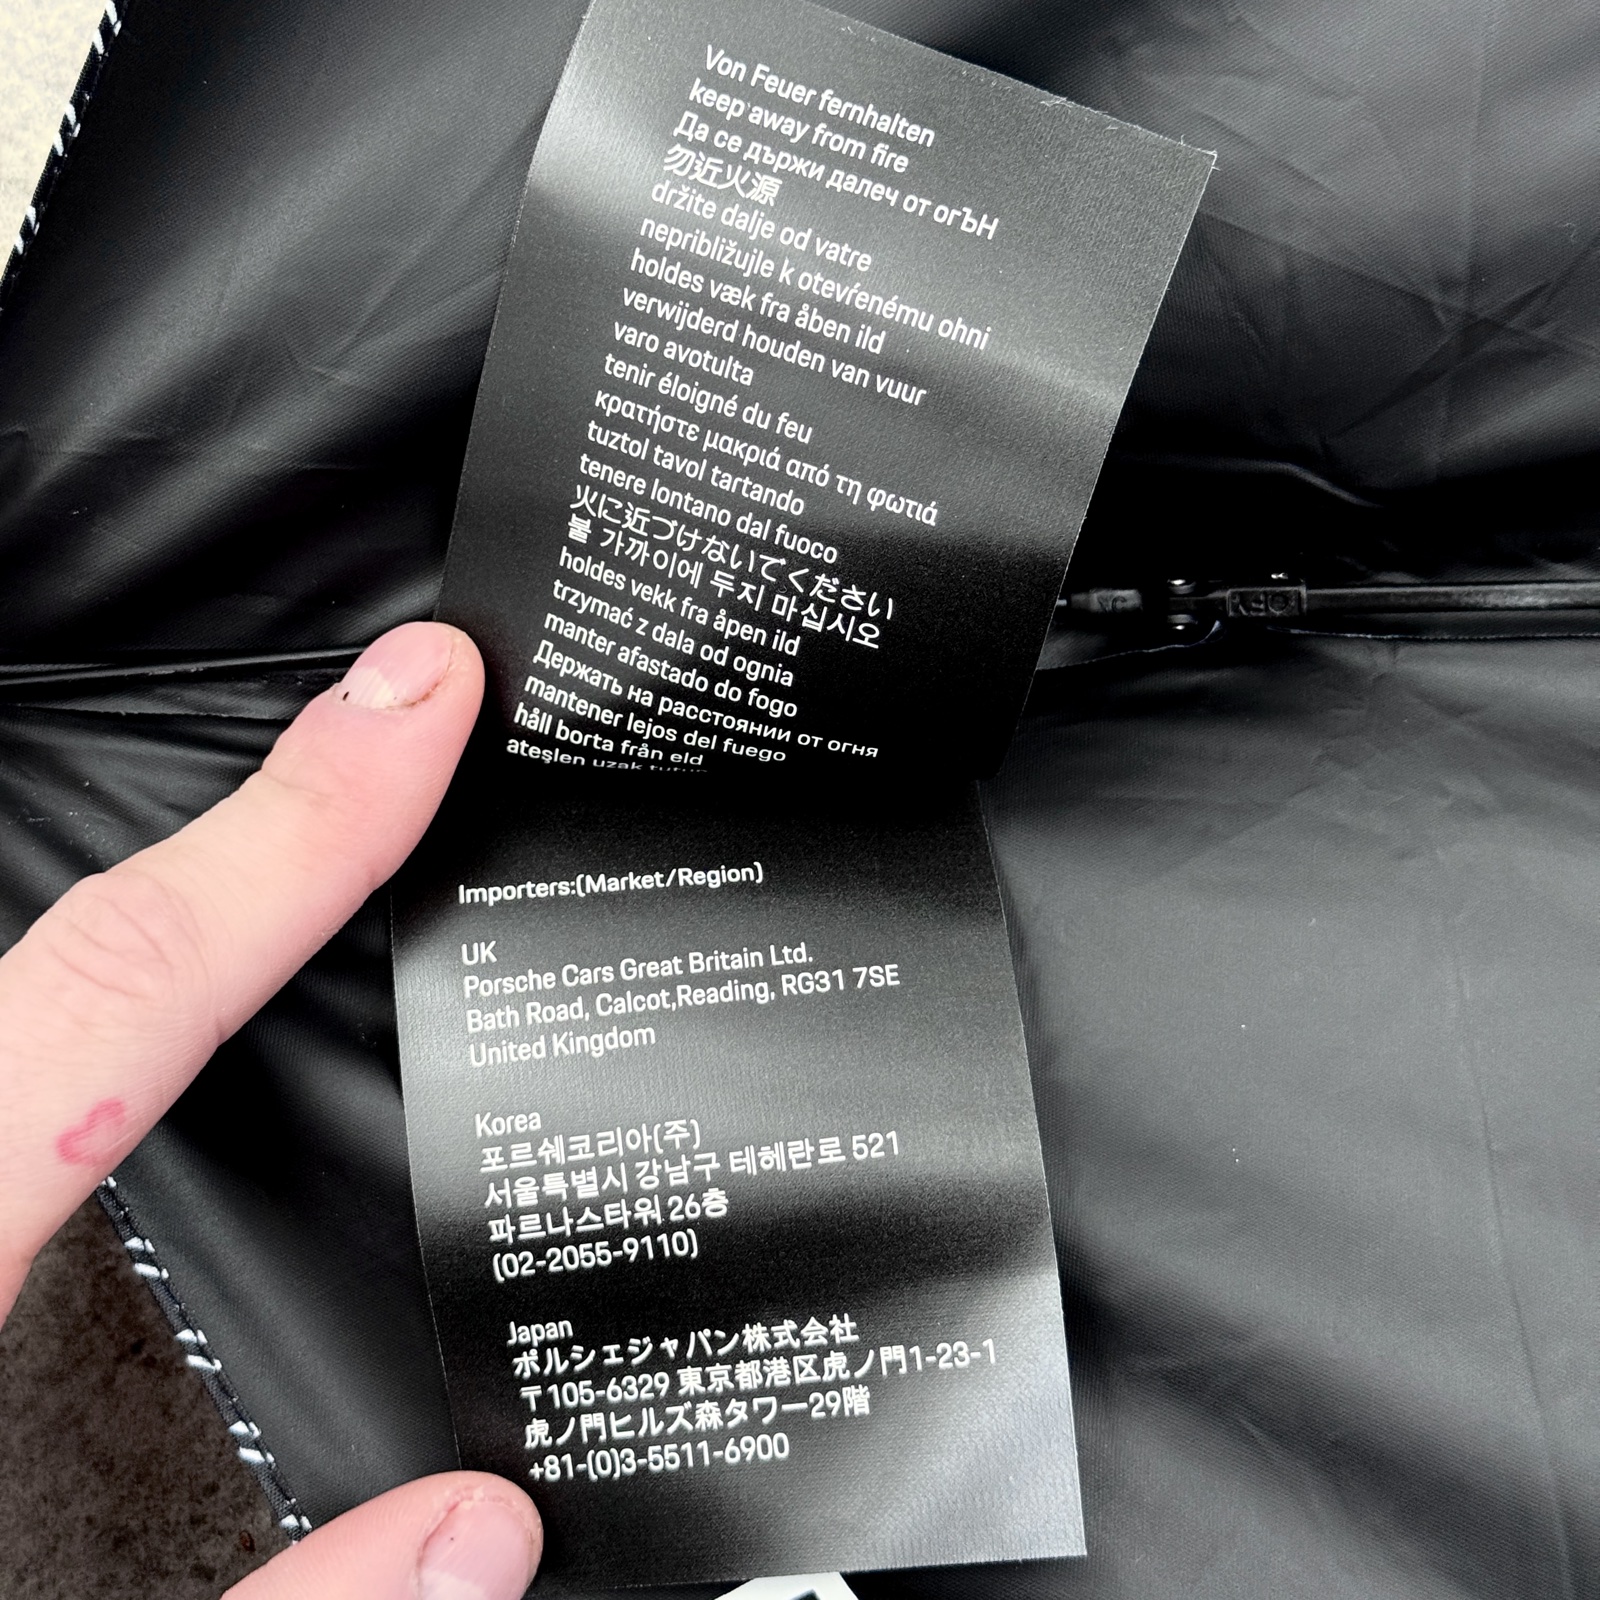 Von Feuer fernhalten
keep away from fire
Да се държи далеч от огЪН
勿近火源
držite dalje od vatre
nepribližujle k otevŕenému ohni
holdes væk fra åben ild
verwijderd houden van vuur
varo avotulta
tenir éloigné du feu
κρατήστε μακριά από τη φωτιά
tuztol tavol tartando
tenere lontano dal fuoco
火に近づけないでください
불 가까이에 두지 마십시오
holdes vekk fra åpen ild
trzymać z dala od ognia
manter afastado do fogo
Держать на расстоянии от огня
mantener lejos del fuego
håll borta från eld
ateşlen uzak tutun
Importers:(Market/Region)
UK
Porsche Cars Great Britain Ltd.
Bath Road, Calcot,Reading, RG31 7SE
United Kingdom
Korea
포르쉐코리아(주)
서울특별시 강남구 테헤란로 521
파르나스타워 26층
(02-2055-9110)
Japan
ポルシェジャパン株式会社
〒105-6329 東京都港区虎ノ門1-23-1
虎ノ門ヒルズ森タワー29階
+81-(0)3-5511-6900